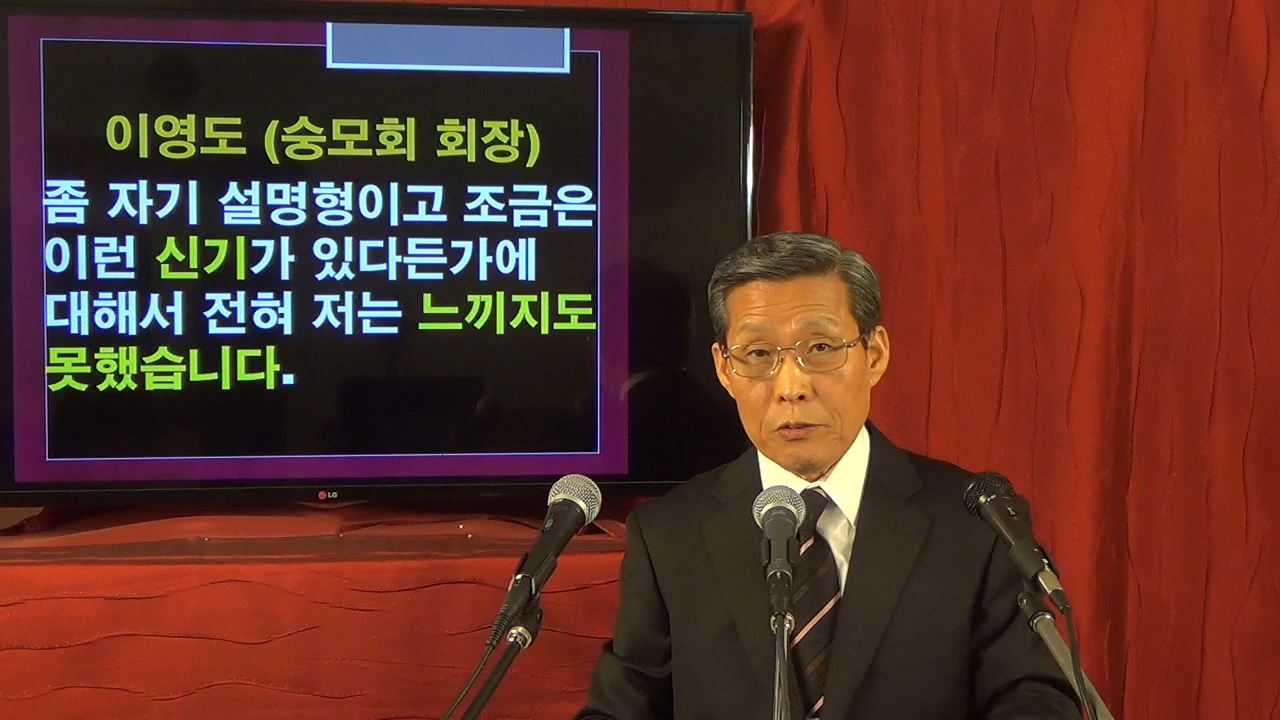 이영도 (숭모회 회장)
좀 자기 설명형이고 조금은
이런 신기가 있다든가에
대해서 전혀 저는 느끼지도
못했습니다.
LG